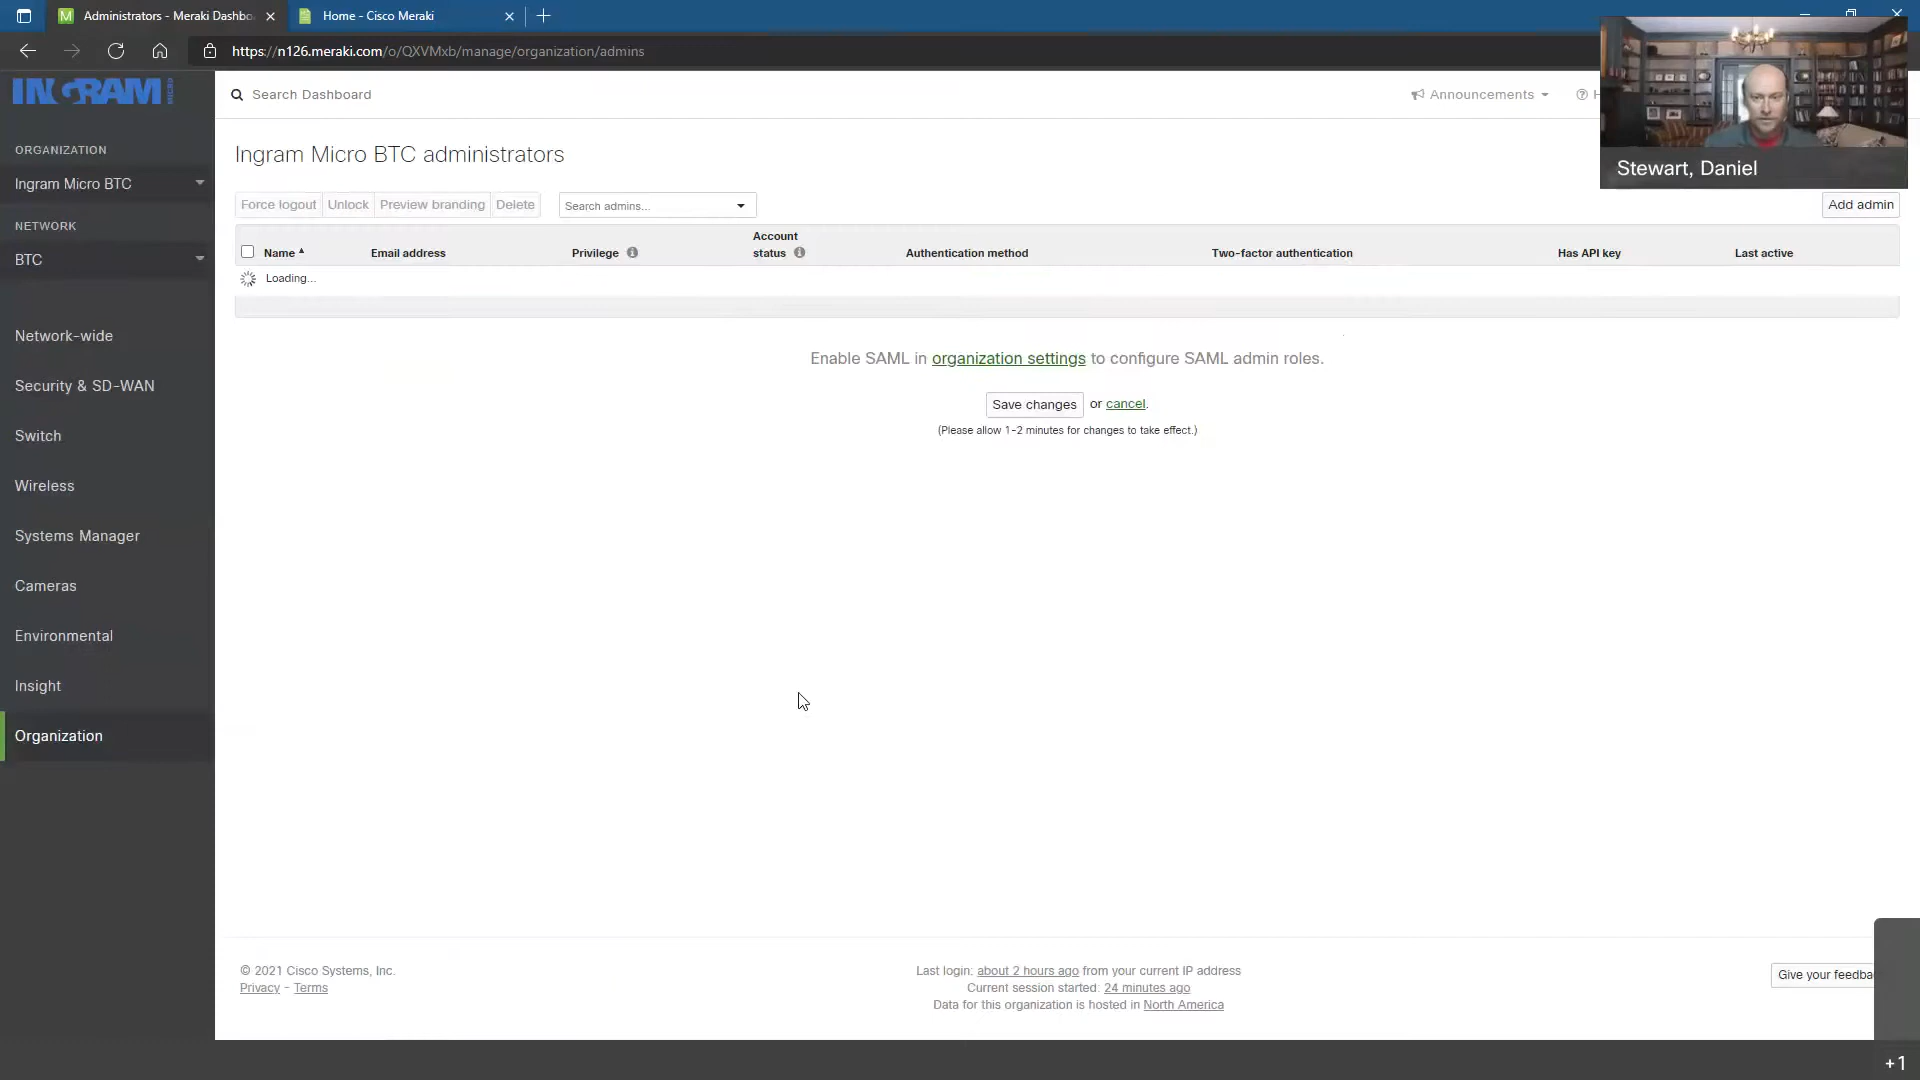 Administrators - Meraki Dashbo
Home - Cisco Meraki
https://n126.meraki.com/o/QXVMxb/manage/organization/admins
INGRAM MICRO
Search Dashboard
Announcements
Stewart, Daniel
ORGANIZATION
Ingram Micro BTC
NETWORK
BTC
Network-wide
Security & SD-WAN
Switch
Wireless
Systems Manager
Cameras
Environmental
Insight
Organization
Ingram Micro BTC administrators
Force logout Unlock Preview branding Delete Search admins... Add admin
Name Email address Privilege Account status Authentication method Two-factor authentication Has API key Last active
Loading...
Enable SAML in organization settings to configure SAML admin roles.
Save changes or cancel.
(Please allow 1-2 minutes for changes to take effect.)
© 2021 Cisco Systems, Inc.
Privacy - Terms
Last login: about 2 hours ago from your current IP address
Current session started: 24 minutes ago
Data for this organization is hosted in North America
Give your feedba
+1